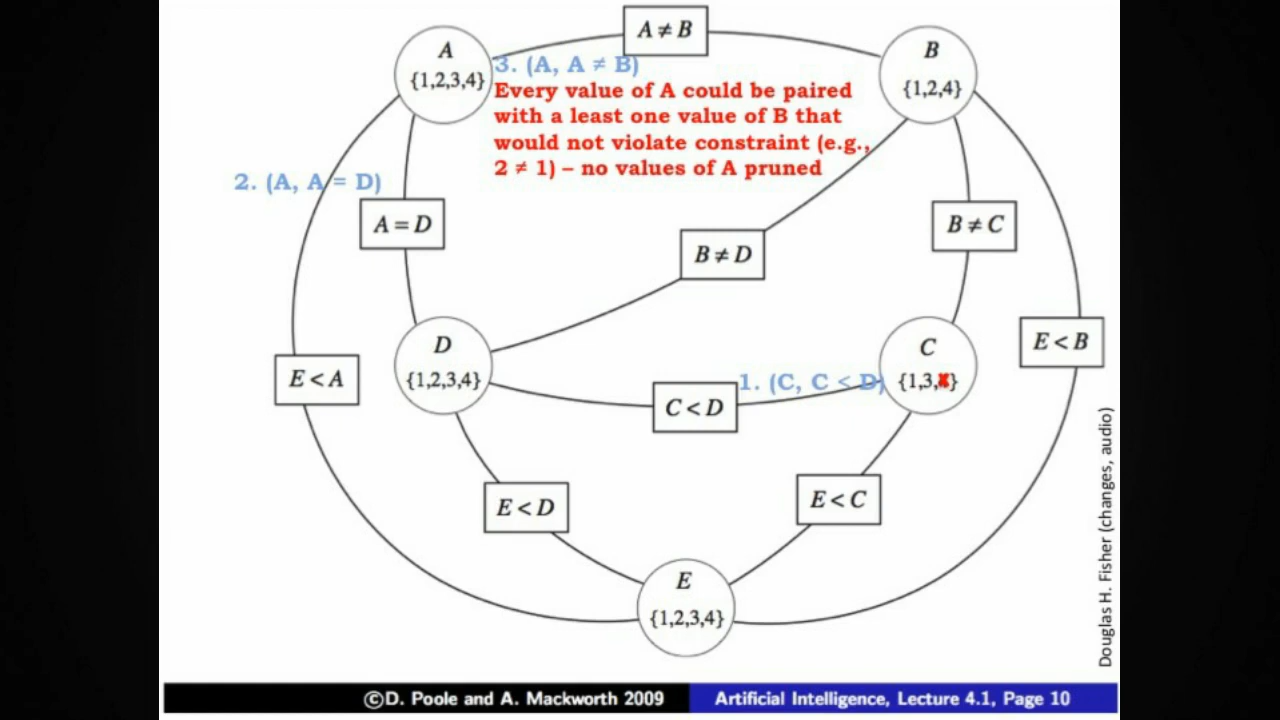 A ≠ B
A
{1,2,3,4}
B
{1,2,4}
3. (A, A ≠ B)
Every value of A could be paired
with a least one value of B that
would not violate constraint (e.g.,
2 ≠ 1) – no values of A pruned
2. (A, A = D)
A = D
B ≠ C
B ≠ D
E < B
D
{1,2,3,4}
C
{1,3,}
E < A
1. (C, C < D)
C < D
E < D
E < C
E
{1,2,3,4}
Douglas H. Fisher (changes, audio)
©D. Poole and A. Mackworth 2009
Artificial Intelligence, Lecture 4.1, Page 10